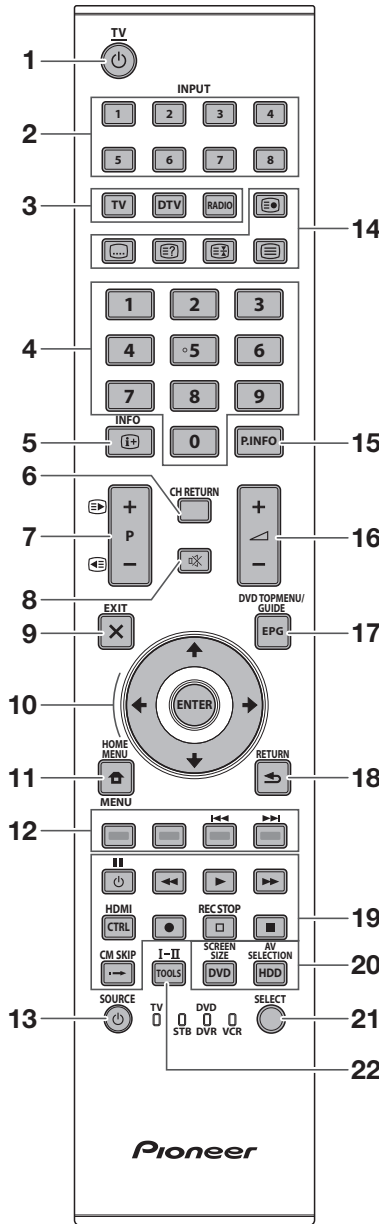 TV
1
INPUT
2
1 2 3 4
5 6 7 8
3
TV DTV RADIO
14
....
?
4
1 2 3
4 5 6
7 8 9
0
INFO
5
i+
P.INFO
15
6
CH RETURN
7
+
P
−
8
+
−
16
EXIT
9
DVD TOPMENU/
GUIDE
EPG
17
10
ENTER
HOME
MENU
11
MENU
RETURN
18
12
19
HDMI
CTRL
REC STOP
20
CM SKIP
I–II
TOOLS
SCREEN
SIZE
DVD
AV
SELECTION
HDD
13
SOURCE
TV
STB
DVD
DVR
VCR
SELECT
21
22
Pioneer